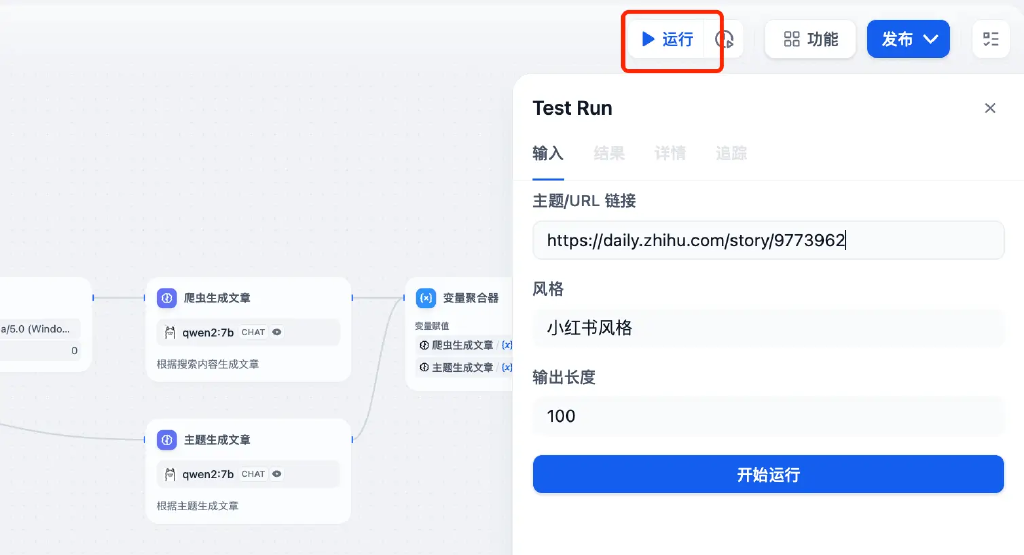 运行
功能
发布
Test Run
输入
结果
详情
追踪
主题/URL 链接
https://daily.zhihu.com/story/9773962
风格
小红书风格
输出长度
100
开始运行
a/5.0 (Windo...
0
爬虫生成文章
qwen2:7b CHAT
根据搜索内容生成文章
主题生成文章
qwen2:7b CHAT
根据主题生成文章
变量聚合器
变量赋值
爬虫生成文章 / {x}
主题生成文章 / {x}